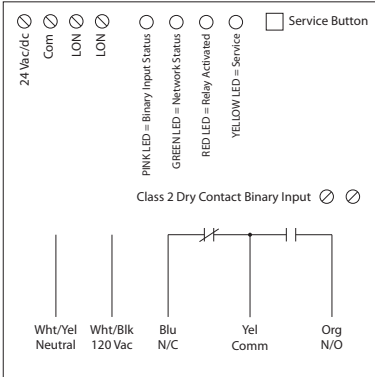 24 Vac/dc
Com
LON
LON
PINK LED = Binary Input Status
GREEN LED = Network Status
RED LED = Relay Activated
YELLOW LED = Service
Service Button
Class 2 Dry Contact Binary Input
Wht/Yel
Neutral
Wht/Blk
120 Vac
Blu
N/C
Yel
Comm
Org
N/O